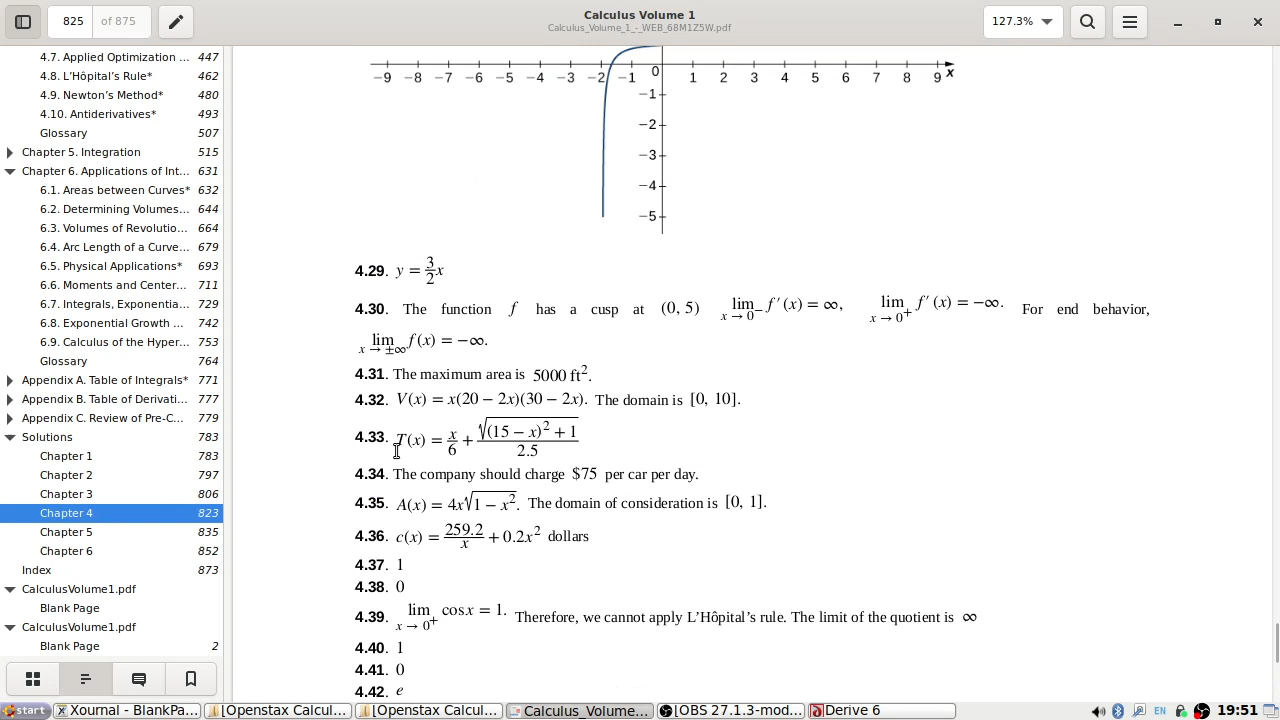 825 of 875
Calculus Volume 1
Calculus_Volume_1_-_WEB_68M1Z5W.pdf
127.3%
4.7. Applied Optimization ... 447
4.8. L'Hôpital's Rule* 462
4.9. Newton's Method* 480
4.10. Antiderivatives* 493
Glossary 507
Chapter 5. Integration 515
Chapter 6. Applications of Int... 631
6.1. Areas between Curves* 632
6.2. Determining Volumes... 644
6.3. Volumes of Revolutio... 664
6.4. Arc Length of a Curve... 679
6.5. Physical Applications* 693
6.6. Moments and Center... 711
6.7. Integrals, Exponentia... 729
6.8. Exponential Growth ... 742
6.9. Calculus of the Hyper... 753
Glossary 764
Appendix A. Table of Integrals* 771
Appendix B. Table of Derivati... 777
Appendix C. Review of Pre-C... 779
Solutions 783
Chapter 1 783
Chapter 2 797
Chapter 3 806
Chapter 4 823
Chapter 5 835
Chapter 6 852
Index 873
CalculusVolume1.pdf
Blank Page
CalculusVolume1.pdf
Blank Page 2
−9 −8 −7 −6 −5 −4 −3 −2 −1 0 1 2 3 4 5 6 7 8 9 x
−1
−2
−3
−4
−5
4.29. y = 3/2 x
4.30. The function f has a cusp at (0, 5) lim x → 0− f′(x) = ∞, lim x → 0+ f′(x) = −∞. For end behavior,
lim x → ±∞ f(x) = −∞.
4.31. The maximum area is 5000 ft².
4.32. V(x) = x(20 − 2x)(30 − 2x). The domain is [0, 10].
4.33. T(x) = x/6 + √((15 − x)² + 1)/2.5
4.34. The company should charge $75 per car per day.
4.35. A(x) = 4x√(1 − x²). The domain of consideration is [0, 1].
4.36. c(x) = 259.2/x + 0.2x² dollars
4.37. 1
4.38. 0
4.39. lim x → 0+ cos x = 1. Therefore, we cannot apply L'Hôpital's rule. The limit of the quotient is ∞
4.40. 1
4.41. 0
4.42. e
start Xournal - BlankPa... [Openstax Calcul... [Openstax Calcul... Calculus_Volume... [OBS 27.1.3-mod... Derive 6 EN 19:51